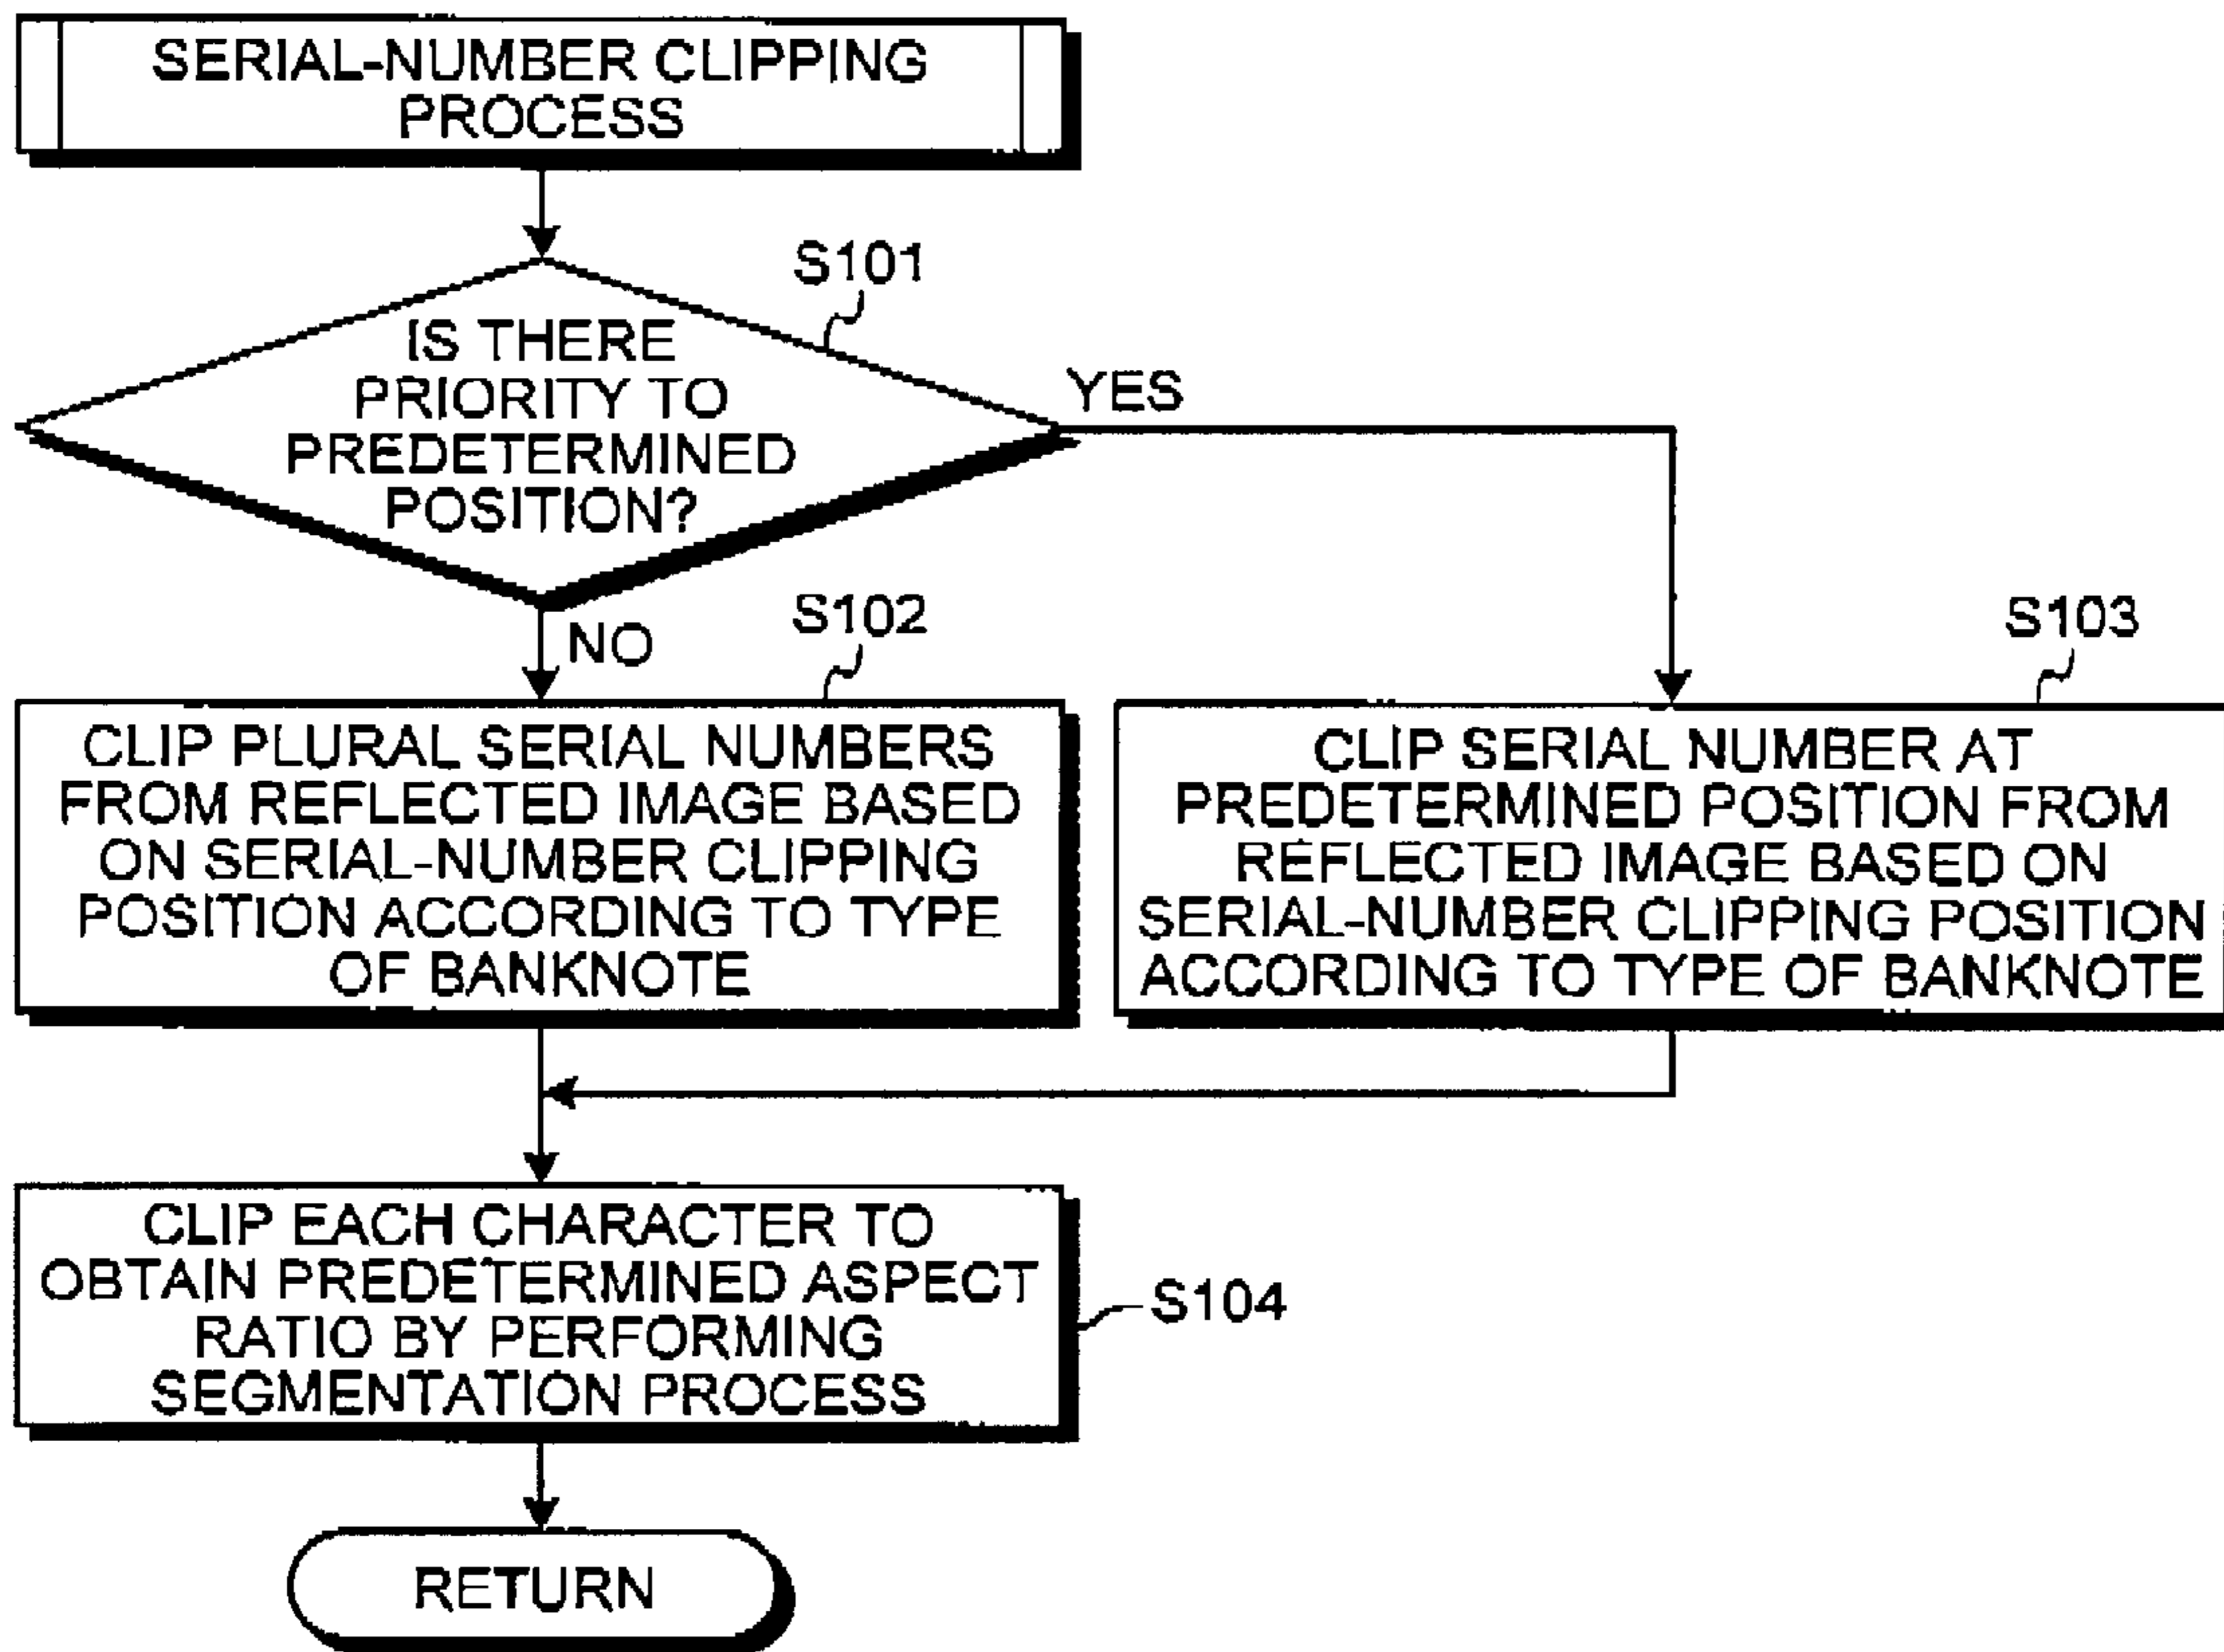 SERIAL-NUMBER CLIPPING
PROCESS
S101
IS THERE
PRIORITY TO
PREDETERMINED
POSITION?
YES
NO
S102
CLIP PLURAL SERIAL NUMBERS
FROM REFLECTED IMAGE BASED
ON SERIAL-NUMBER CLIPPING
POSITION ACCORDING TO TYPE
OF BANKNOTE
S103
CLIP SERIAL NUMBER AT
PREDETERMINED POSITION FROM
REFLECTED IMAGE BASED ON
SERIAL-NUMBER CLIPPING POSITION
ACCORDING TO TYPE OF BANKNOTE
CLIP EACH CHARACTER TO
OBTAIN PREDETERMINED ASPECT
RATIO BY PERFORMING
SEGMENTATION PROCESS
S104
RETURN